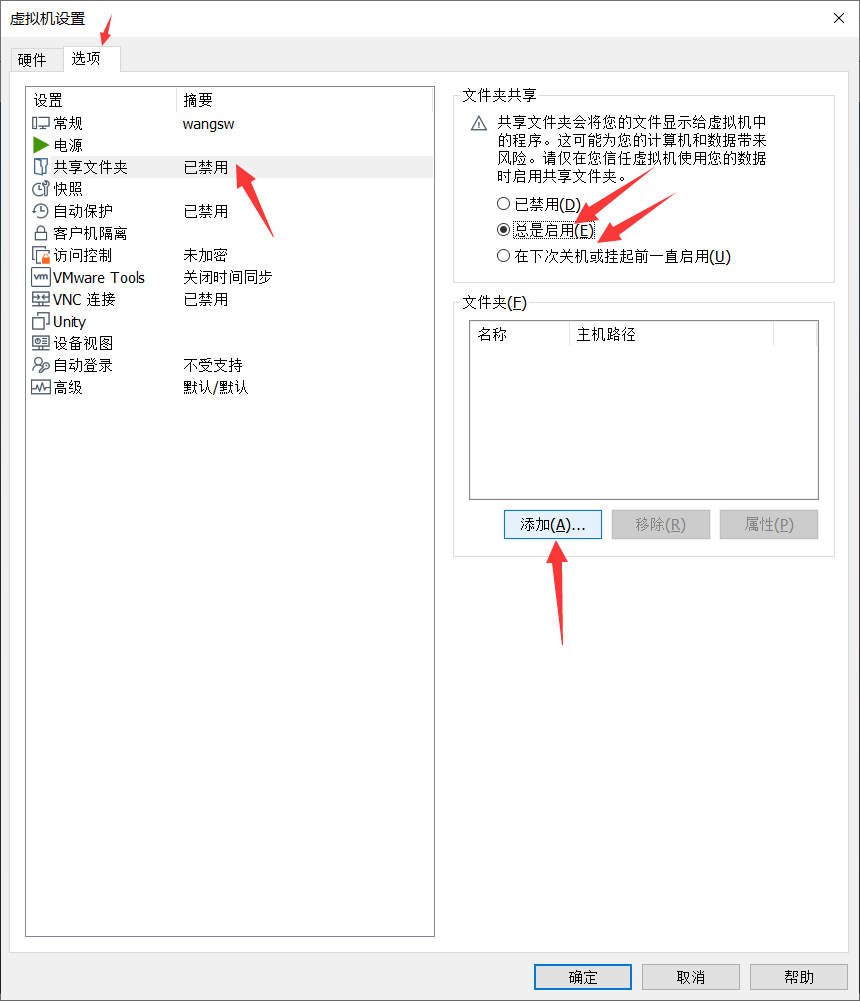 虚拟机设置
硬件 选项
设置 摘要
常规 wangsw
电源
共享文件夹 已禁用
快照
自动保护 已禁用
客户机隔离
访问控制 未加密
vm VMware Tools 关闭时间同步
VNC 连接 已禁用
Unity
设备视图
自动登录 不受支持
高级 默认/默认
文件夹共享
共享文件夹会将您的文件显示给虚拟机中
的程序。这可能为您的计算机和数据带来
风险。请仅在您信任虚拟机使用您的数据
时启用共享文件夹。
已禁用(D)
总是启用(E)
在下次关机或挂起前一直启用(U)
文件夹(F)
名称 主机路径
添加(A)... 移除(R) 属性(P)
确定 取消 帮助